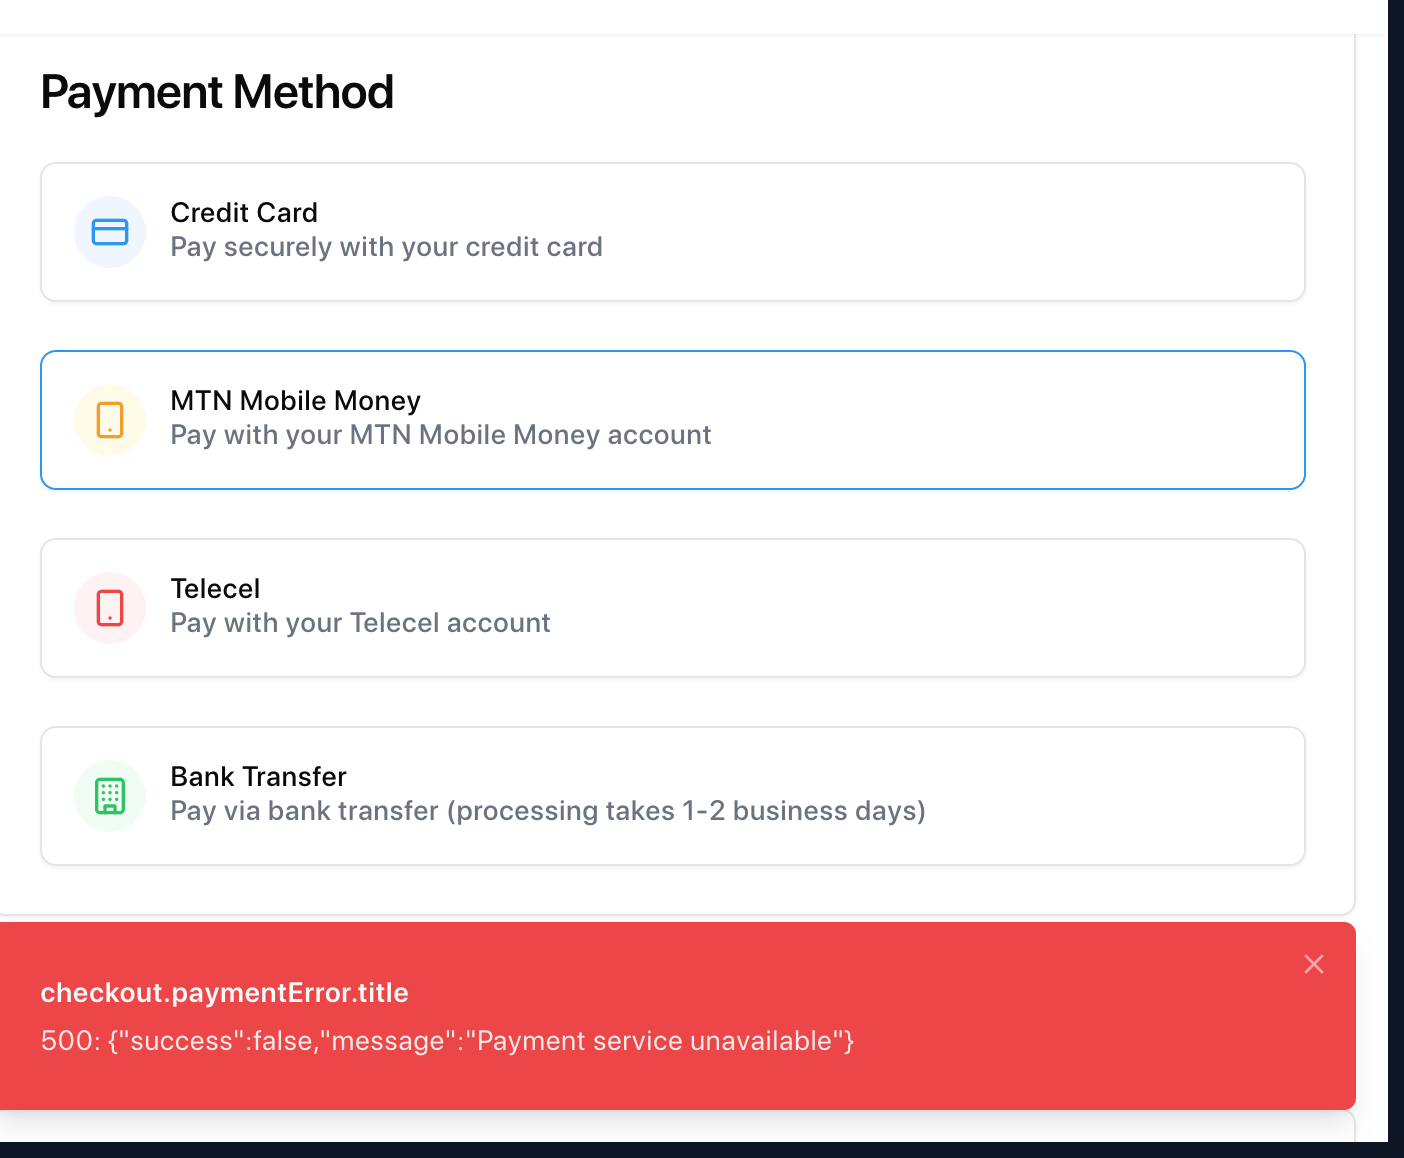 Payment Method
Credit Card
Pay securely with your credit card
MTN Mobile Money
Pay with your MTN Mobile Money account
Telecel
Pay with your Telecel account
Bank Transfer
Pay via bank transfer (processing takes 1-2 business days)
checkout.paymentError.title
500: {"success":false,"message":"Payment service unavailable"}